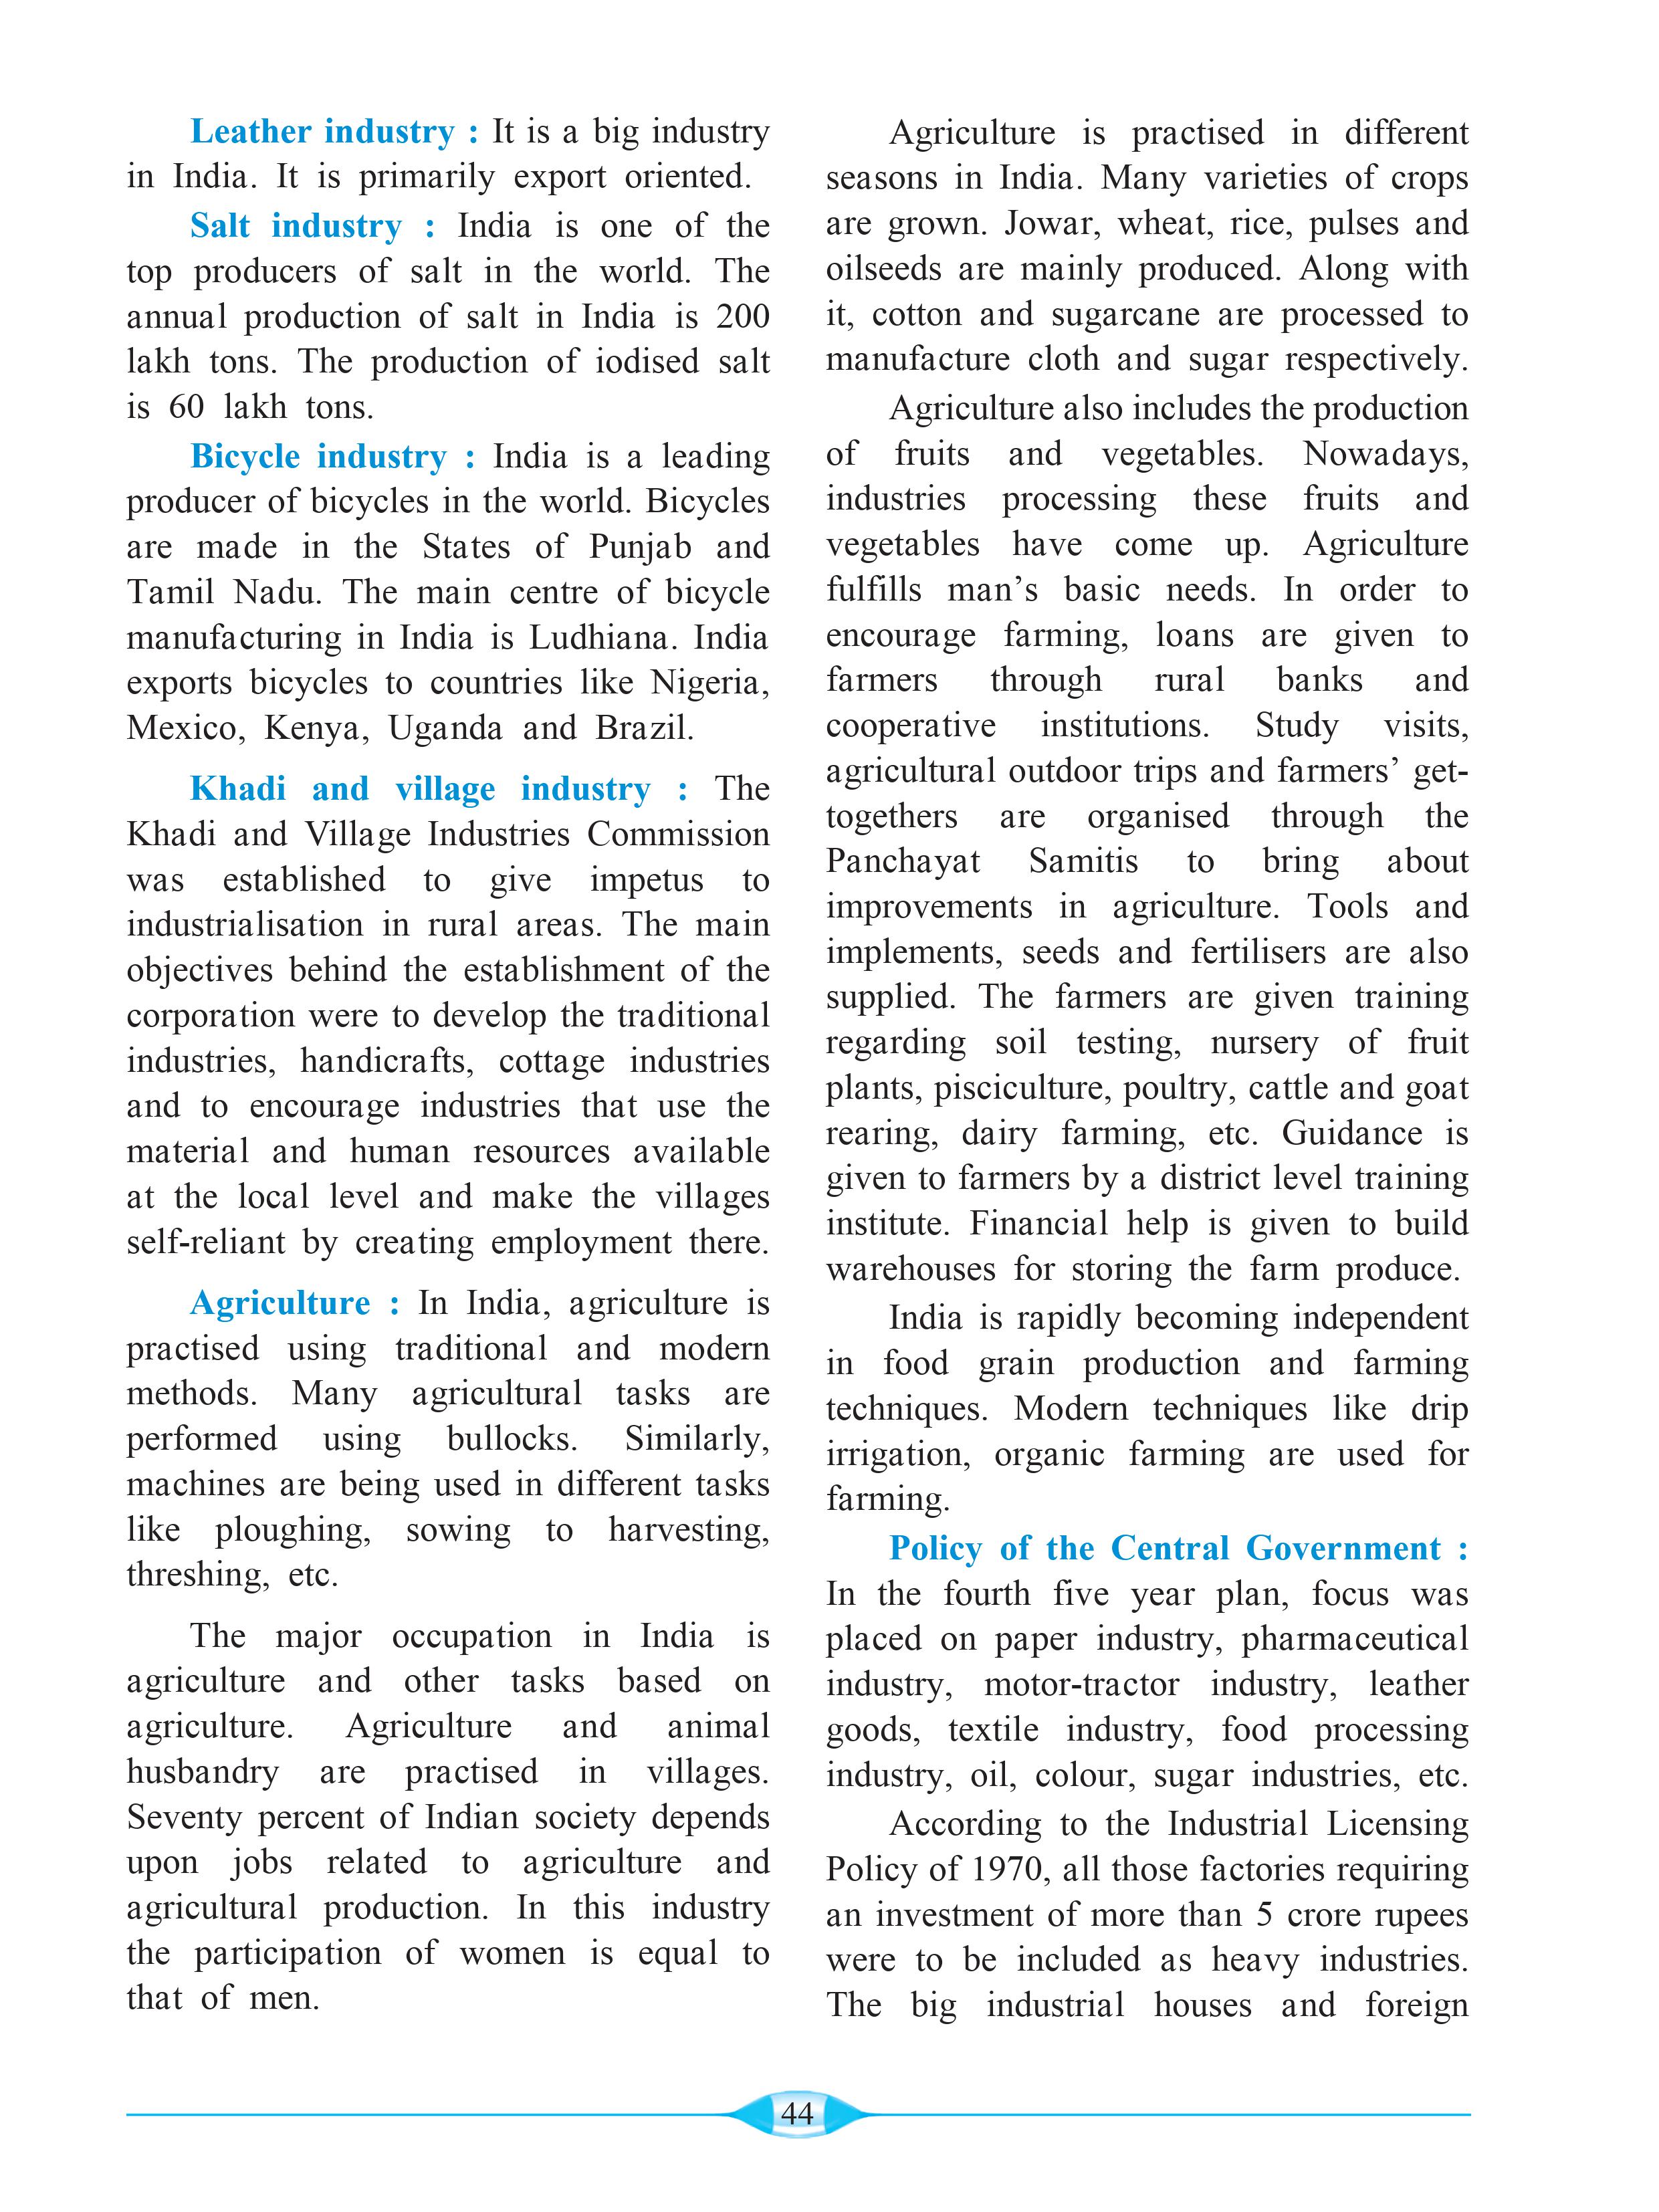 Leather industry : It is a big industry
in India. It is primarily export oriented.
Salt industry : India is one of the
top producers of salt in the world. The
annual production of salt in India is 200
lakh tons. The production of iodised salt
is 60 lakh tons.
Bicycle industry : India is a leading
producer of bicycles in the world. Bicycles
are made in the States of Punjab and
Tamil Nadu. The main centre of bicycle
manufacturing in India is Ludhiana. India
exports bicycles to countries like Nigeria,
Mexico, Kenya, Uganda and Brazil.
Khadi and village industry : The
Khadi and Village Industries Commission
was established to give impetus to
industrialisation in rural areas. The main
objectives behind the establishment of the
corporation were to develop the traditional
industries, handicrafts, cottage industries
and to encourage industries that use the
material and human resources available
at the local level and make the villages
self-reliant by creating employment there.
Agriculture : In India, agriculture is
practised using traditional and modern
methods. Many agricultural tasks are
performed using bullocks. Similarly,
machines are being used in different tasks
like ploughing, sowing to harvesting,
threshing, etc.
The major occupation in India is
agriculture and other tasks based on
agriculture. Agriculture and animal
husbandry are practised in villages.
Seventy percent of Indian society depends
upon jobs related to agriculture and
agricultural production. In this industry
the participation of women is equal to
that of men.
Agriculture is practised in different
seasons in India. Many varieties of crops
are grown. Jowar, wheat, rice, pulses and
oilseeds are mainly produced. Along with
it, cotton and sugarcane are processed to
manufacture cloth and sugar respectively.
Agriculture also includes the production
of fruits and vegetables. Nowadays,
industries processing these fruits and
vegetables have come up. Agriculture
fulfills man’s basic needs. In order to
encourage farming, loans are given to
farmers through rural banks and
cooperative institutions. Study visits,
agricultural outdoor trips and farmers’ get-
togethers are organised through the
Panchayat Samitis to bring about
improvements in agriculture. Tools and
implements, seeds and fertilisers are also
supplied. The farmers are given training
regarding soil testing, nursery of fruit
plants, pisciculture, poultry, cattle and goat
rearing, dairy farming, etc. Guidance is
given to farmers by a district level training
institute. Financial help is given to build
warehouses for storing the farm produce.
India is rapidly becoming independent
in food grain production and farming
techniques. Modern techniques like drip
irrigation, organic farming are used for
farming.
Policy of the Central Government :
In the fourth five year plan, focus was
placed on paper industry, pharmaceutical
industry, motor-tractor industry, leather
goods, textile industry, food processing
industry, oil, colour, sugar industries, etc.
According to the Industrial Licensing
Policy of 1970, all those factories requiring
an investment of more than 5 crore rupees
were to be included as heavy industries.
The big industrial houses and foreign
44